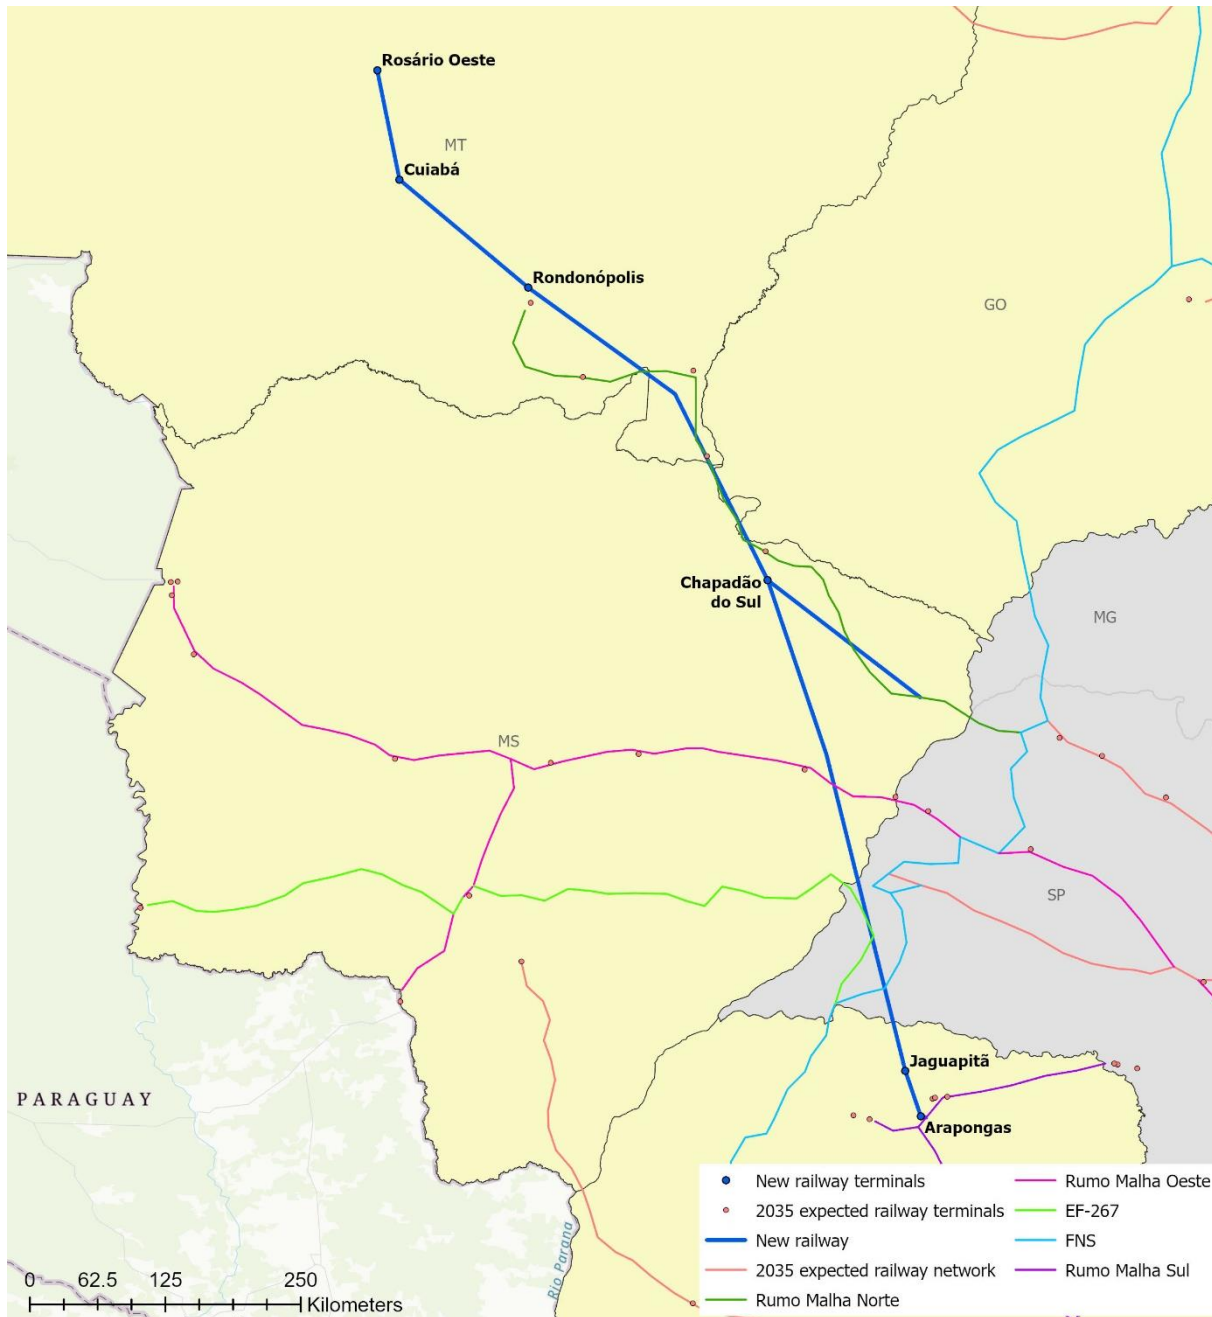 Rosário Oeste
MT
Cuiabá
Rondonópolis
GO
Chapadão
do Sul
MG
MS
SP
Jaguapitã
PARAGUAY
Arapongas
Rio Parana
0 62.5 125 250
Kilometers
New railway terminals
2035 expected railway terminals
New railway
2035 expected railway network
Rumo Malha Norte
Rumo Malha Oeste
EF-267
FNS
Rumo Malha Sul